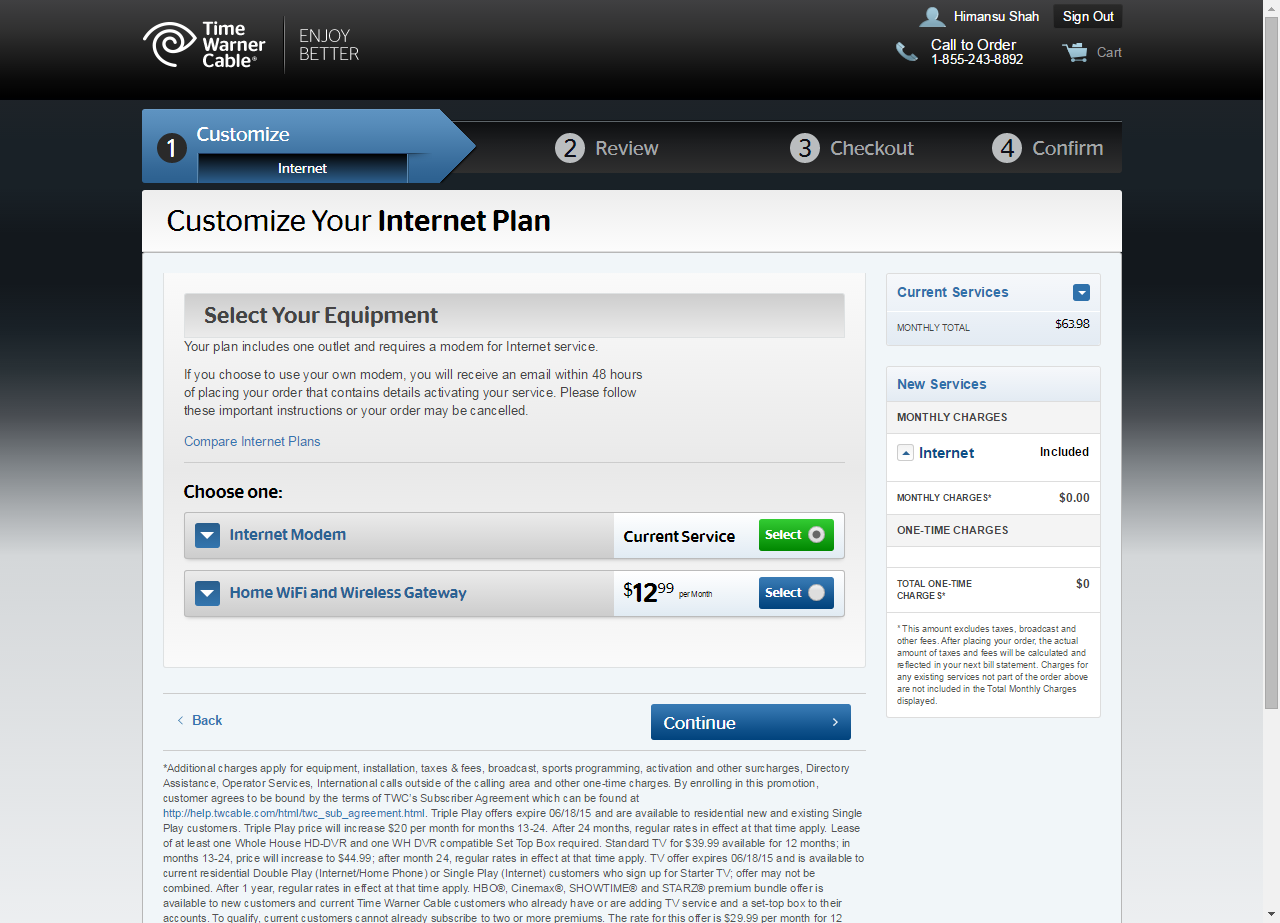 Time
Warner
Cable®
ENJOY
BETTER
Himansu Shah
Sign Out
Call to Order
1-855-243-8892
Cart
1
Customize
Internet
2 Review
3 Checkout
4 Confirm
Customize Your Internet Plan
Select Your Equipment
Your plan includes one outlet and requires a modem for Internet service.
If you choose to use your own modem, you will receive an email within 48 hours
of placing your order that contains details activating your service. Please follow
these important instructions or your order may be cancelled.
Compare Internet Plans
Choose one:
Internet Modem
Current Service
Select
Home WiFi and Wireless Gateway
$12 99 per Month
Select
Current Services
MONTHLY TOTAL $63.98
New Services
MONTHLY CHARGES
Internet Included
MONTHLY CHARGES* $0.00
ONE-TIME CHARGES
TOTAL ONE-TIME $0
CHARGES*
* This amount excludes taxes, broadcast and
other fees. After placing your order, the actual
amount of taxes and fees will be calculated and
reflected in your next bill statement. Charges for
any existing services not part of the order above
are not included in the Total Monthly Charges
displayed.
Back
Continue
*Additional charges apply for equipment, installation, taxes & fees, broadcast, sports programming, activation and other surcharges, Directory
Assistance, Operator Services, International calls outside of the calling area and other one-time charges. By enrolling in this promotion,
customer agrees to be bound by the terms of TWC's Subscriber Agreement which can be found at
http://help.twcable.com/html/twc_sub_agreement.html. Triple Play offers expire 06/18/15 and are available to residential new and existing Single
Play customers. Triple Play price will increase $20 per month for months 13-24. After 24 months, regular rates in effect at that time apply. Lease
of at least one Whole House HD-DVR and one WH DVR compatible Set Top Box required. Standard TV for $39.99 available for 12 months; in
months 13-24, price will increase to $44.99; after month 24, regular rates in effect at that time apply. TV offer expires 06/18/15 and is available to
current residential Double Play (Internet/Home Phone) or Single Play (Internet) customers who sign up for Starter TV; offer may not be
combined. After 1 year, regular rates in effect at that time apply. HBO®, Cinemax®, SHOWTIME® and STARZ® premium bundle offer is
available to new customers and current Time Warner Cable customers who already have or are adding TV service and a set-top box to their
accounts. To qualify, current customers cannot already subscribe to two or more premiums. The rate for this offer is $29.99 per month for 12